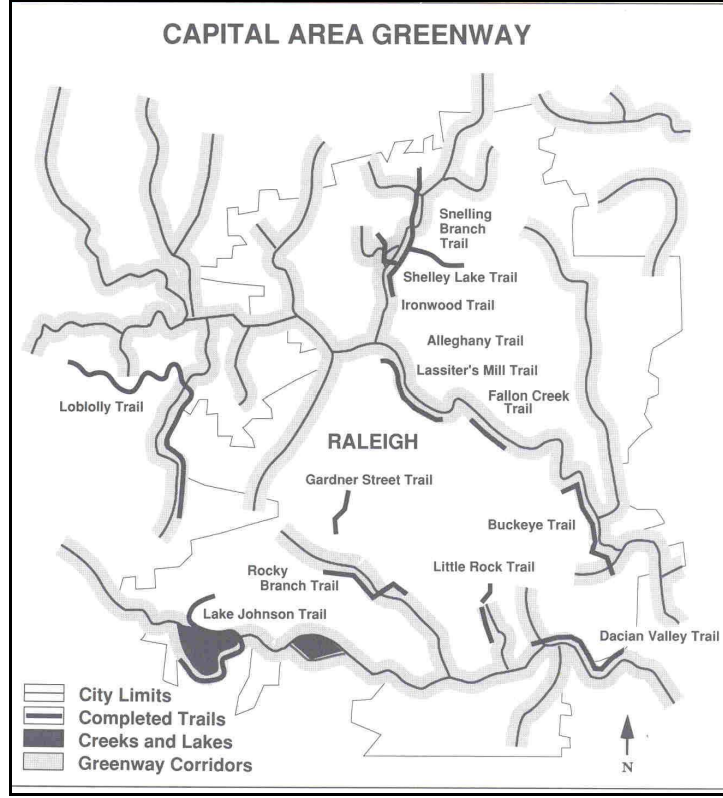 CAPITAL AREA GREENWAY
Snelling
Branch
Trail
Shelley Lake Trail
Ironwood Trail
Alleghany Trail
Lassiter's Mill Trail
Fallon Creek
Trail
Loblolly Trail
RALEIGH
Gardner Street Trail
Buckeye Trail
Rocky
Branch Trail
Little Rock Trail
Lake Johnson Trail
Dacian Valley Trail
City Limits
Completed Trails
Creeks and Lakes
Greenway Corridors
N